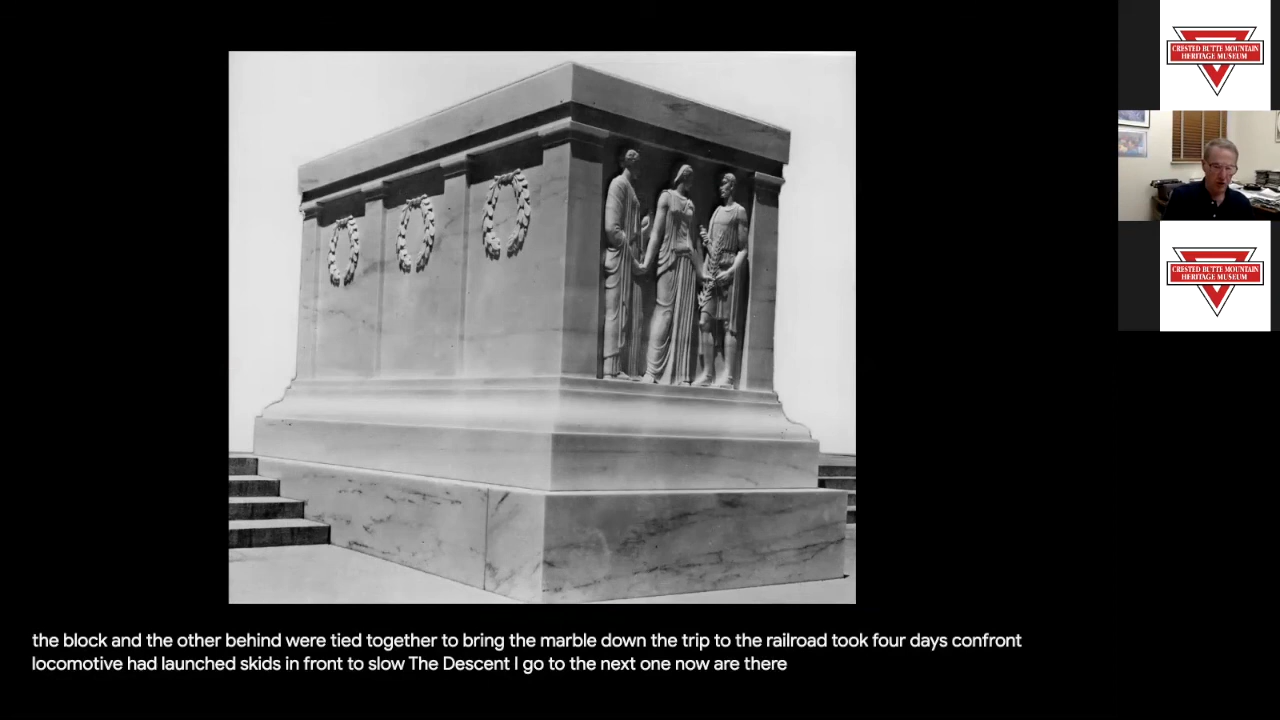 CRESTED BUTTE MOUNTAIN
HERITAGE MUSEUM
CRESTED BUTTE MOUNTAIN
HERITAGE MUSEUM
the block and the other behind were tied together to bring the marble down the trip to the railroad took four days confront
locomotive had launched skids in front to slow The Descent I go to the next one now are there